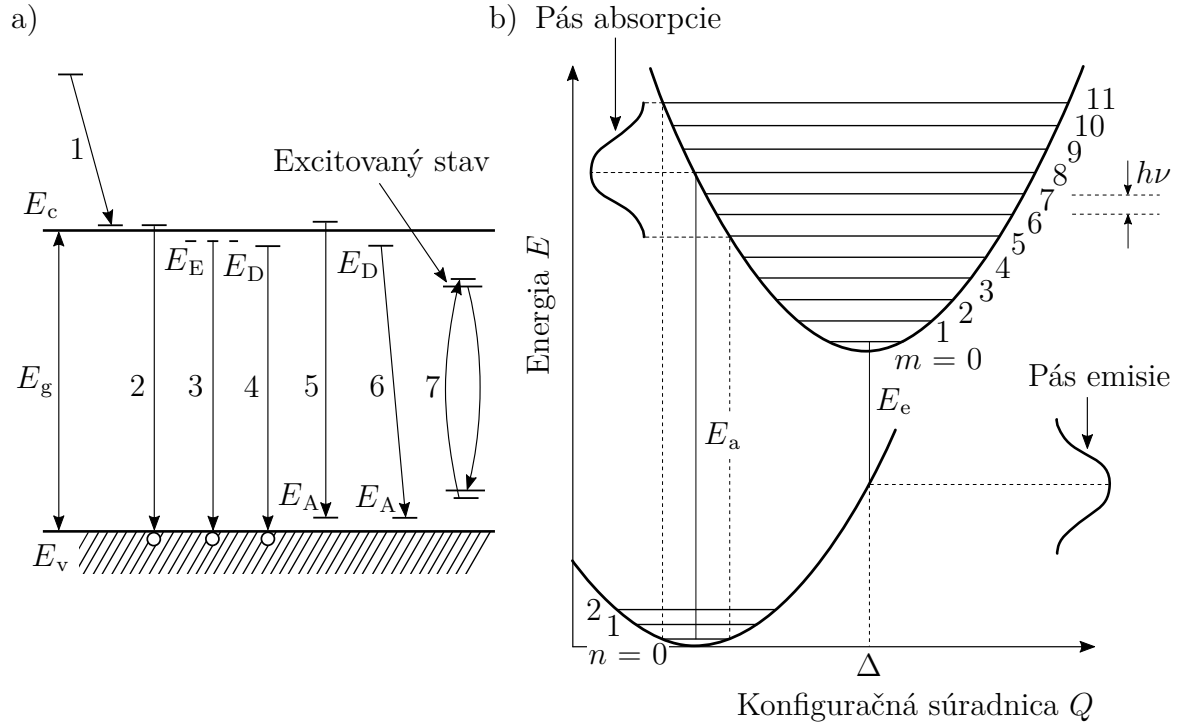 a)
1
Excitovaný stav
E_c
E_E
E_D
E_D
E_g
2
3
4
5
6
7
E_A
E_A
E_v
b)
Pás absorpcie
Energia E
11
10
9
8
7
6
5
4
3
2
1
m = 0
hν
E_a
E_e
Pás emisie
2
1
n = 0
Δ
Konfiguračná súradnica Q